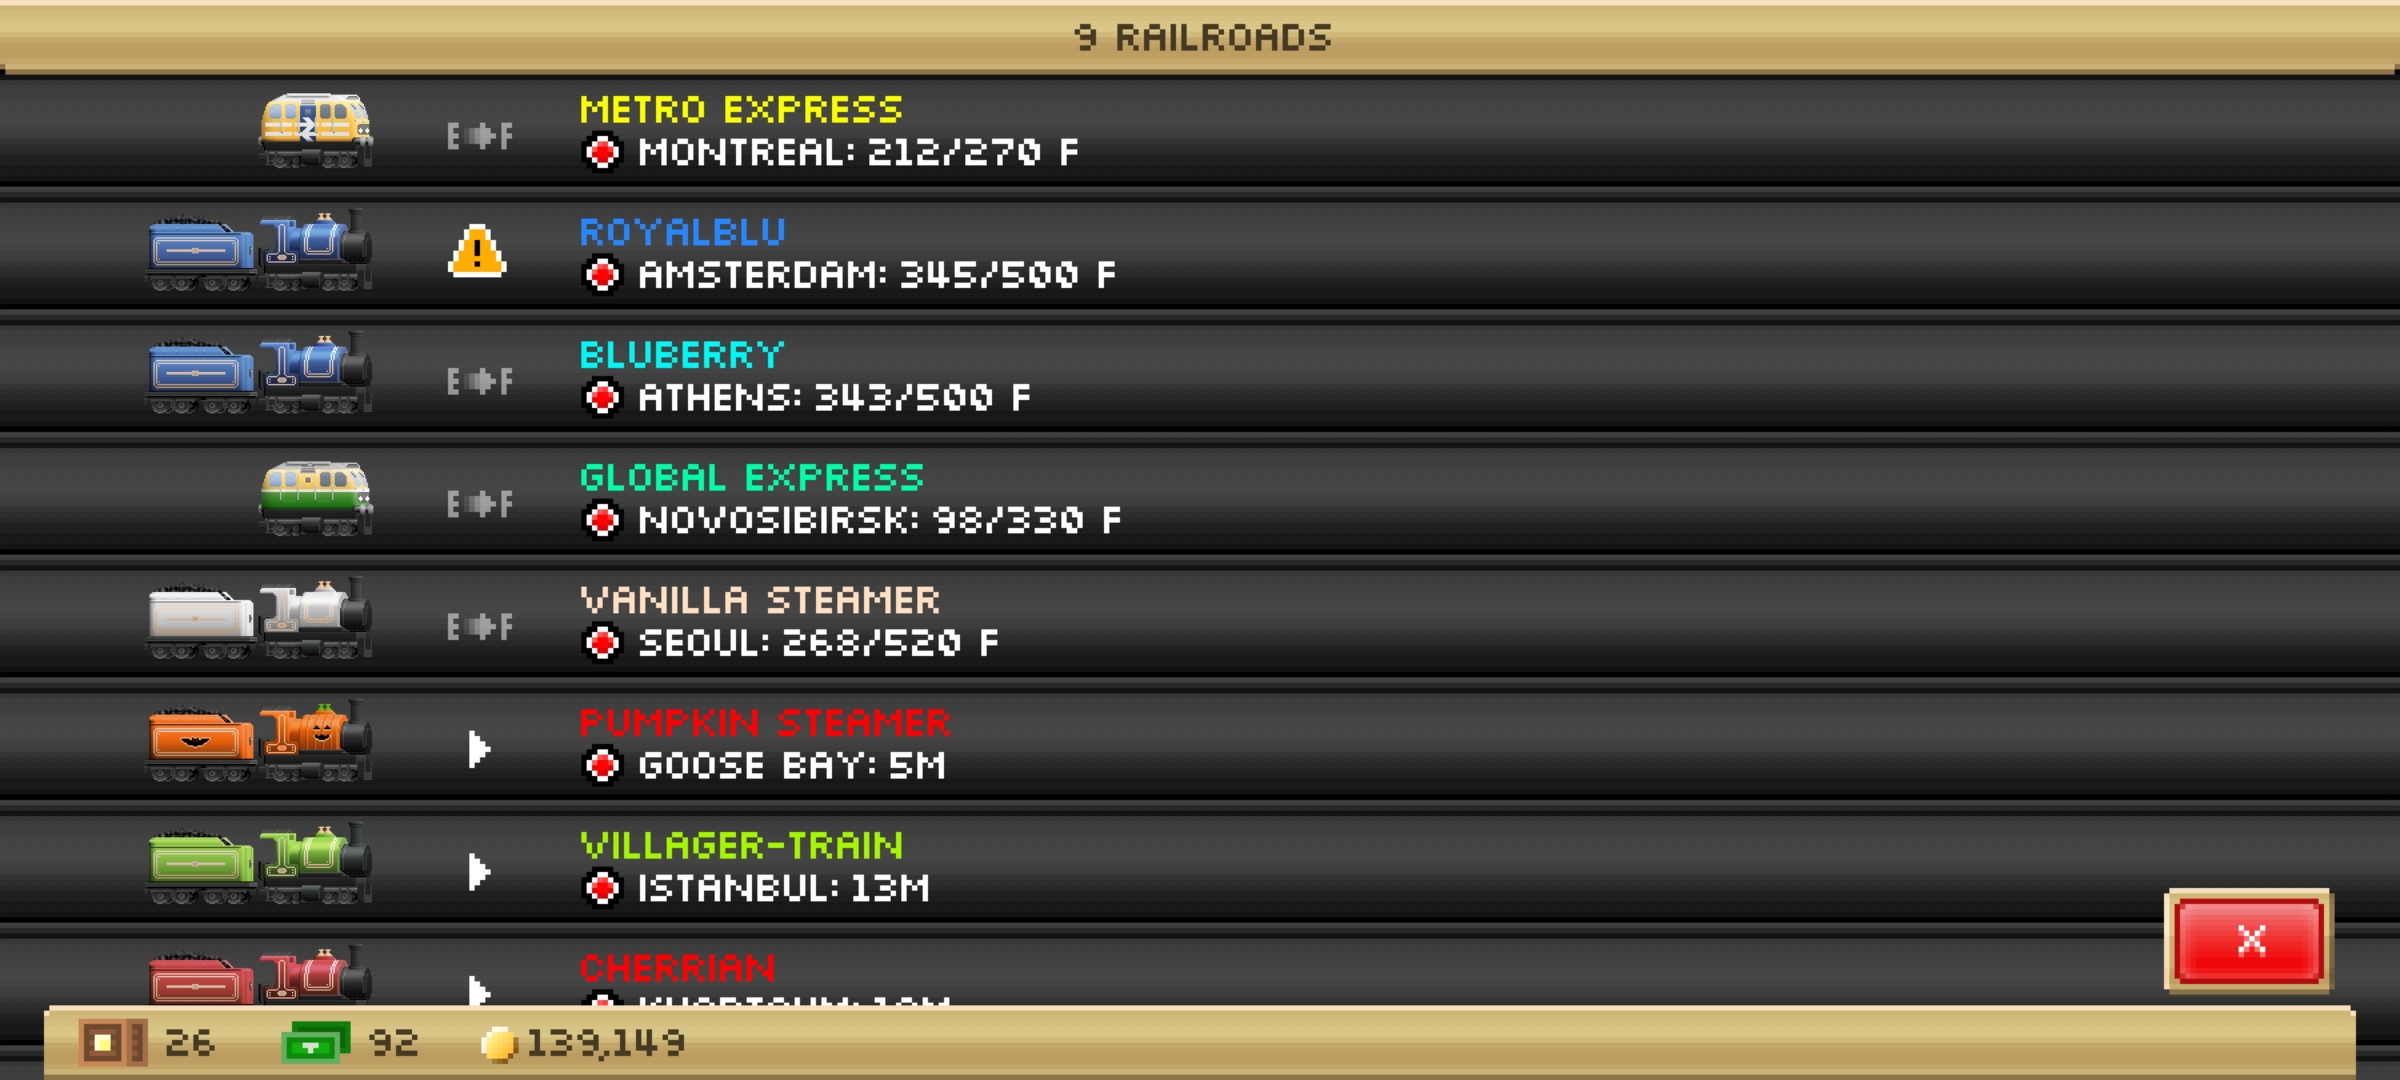 9 RAILROADS
METRO EXPRESS
E F
MONTREAL: 212/270 F
ROYALBLU
!
AMSTERDAM: 345/500 F
BLUBERRY
E F
ATHENS: 343/500 F
GLOBAL EXPRESS
E F
NOVOSIBIRSK: 98/330 F
VANILLA STEAMER
E F
SEOUL: 268/520 F
PUMPKIN STEAMER
GOOSE BAY: 5M
VILLAGER-TRAIN
ISTANBUL: 13M
CHERRIAN
X
26 92 139,149